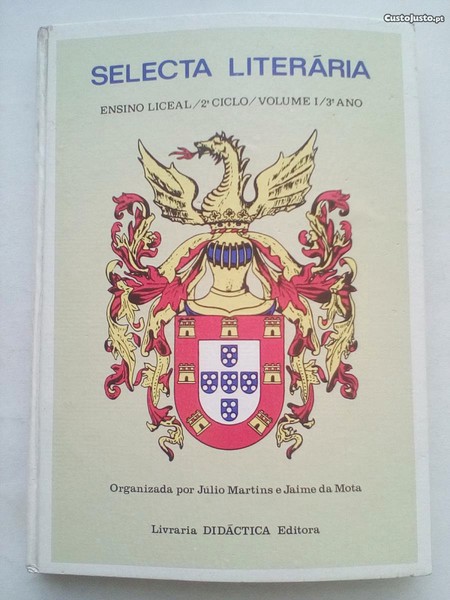 CustoJusto.pt
SELECTA LITERÁRIA
ENSINO LICEAL/2º CICLO/VOLUME I/3º ANO
Organizada por Júlio Martins e Jaime da Mota
Livraria DIDÁCTICA Editora